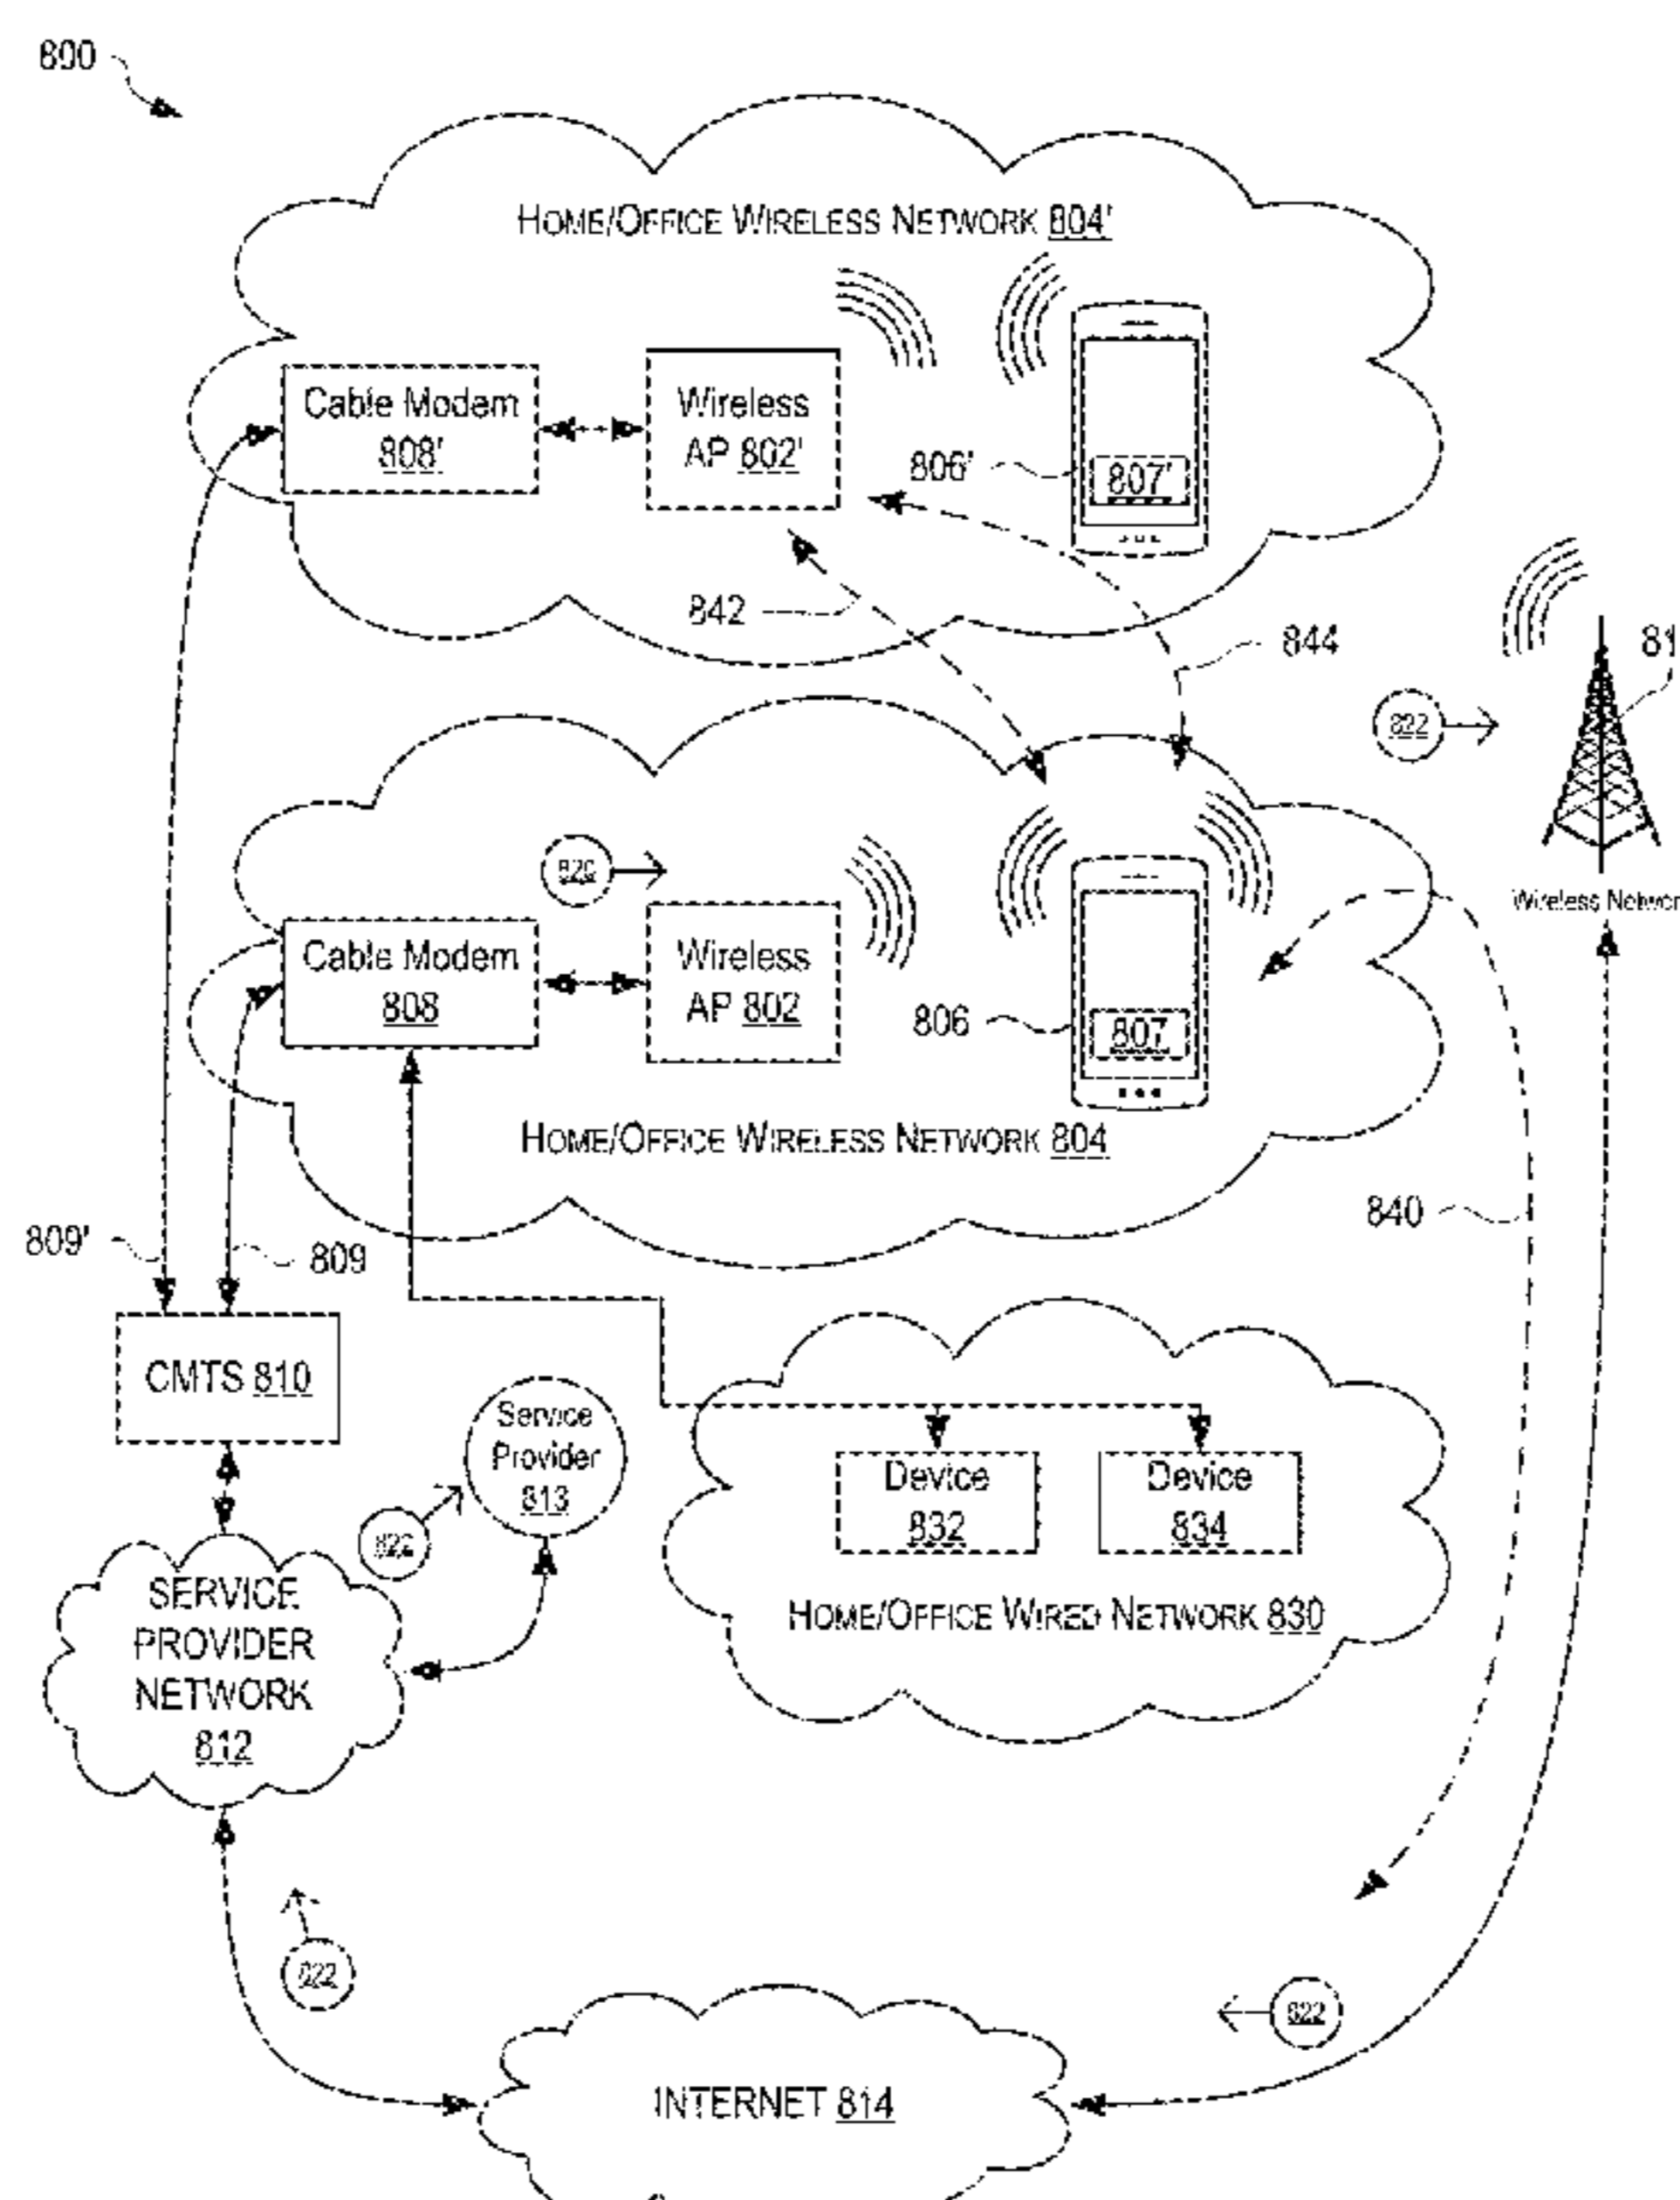 800
HOME/OFFICE WIRELESS NETWORK 804'
Cable Modem
808'
Wireless
AP 802'
806'
807'
842
844
81
822
820
Wireless Networ
Cable Modem
808
Wireless
AP 802
806
807
HOME/OFFICE WIRELESS NETWORK 804
840
809'
809
CMTS 810
Service
Provider
813
822
Device
832
Device
834
HOME/OFFICE WIRED NETWORK 830
SERVICE
PROVIDER
NETWORK
812
822
822
INTERNET 814